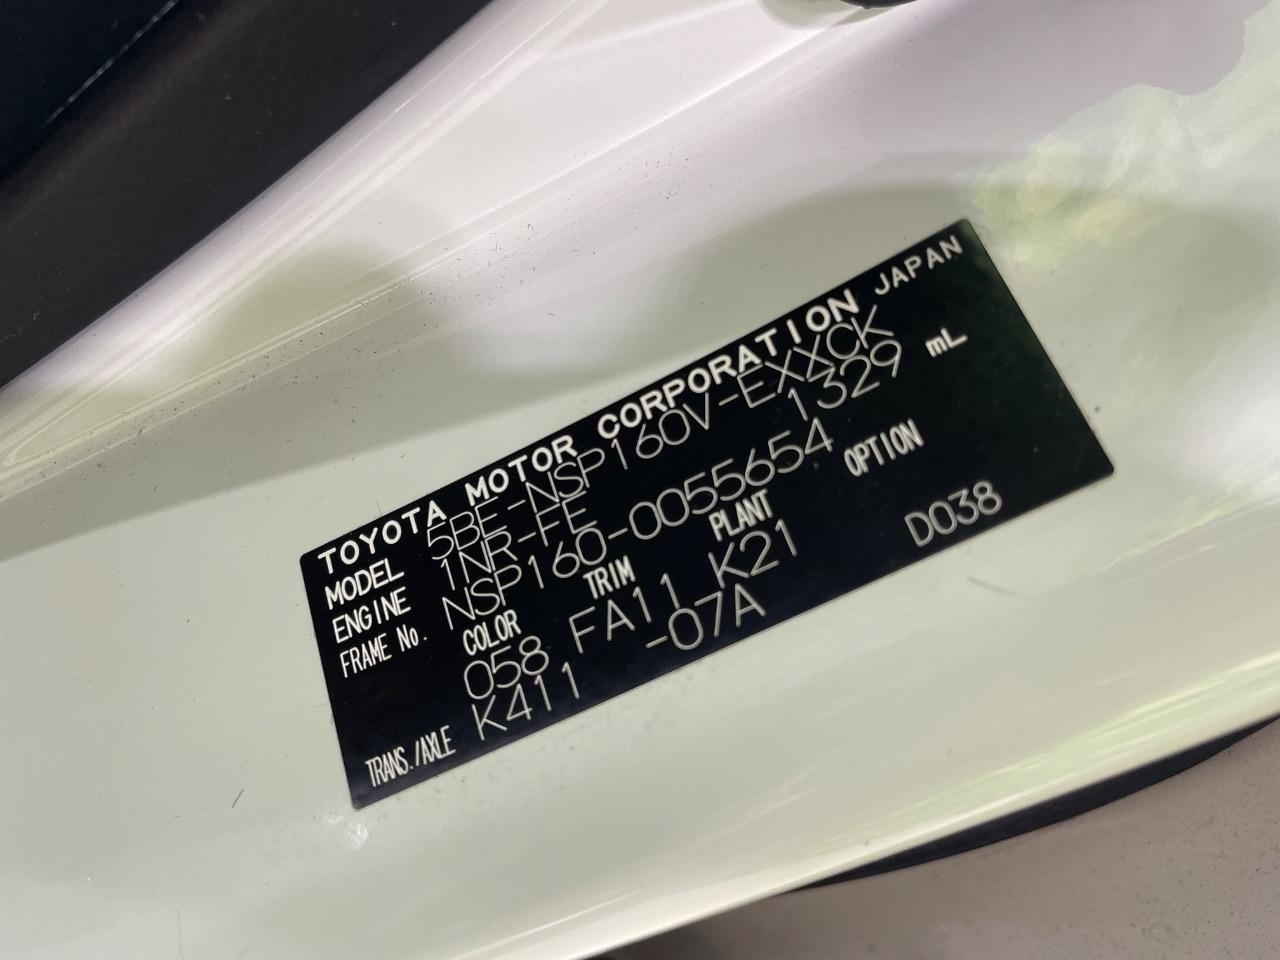 TOYOTA MOTOR CORPORATION JAPAN
MODEL 5BE-NSP160V-EXXCK
ENGINE 1NR-FE 1329 mL
FRAME No. NSP160-0055654
COLOR TRIM PLANT OPTION
058 FA11 K21 D038
TRANS./AXLE K411 -07A